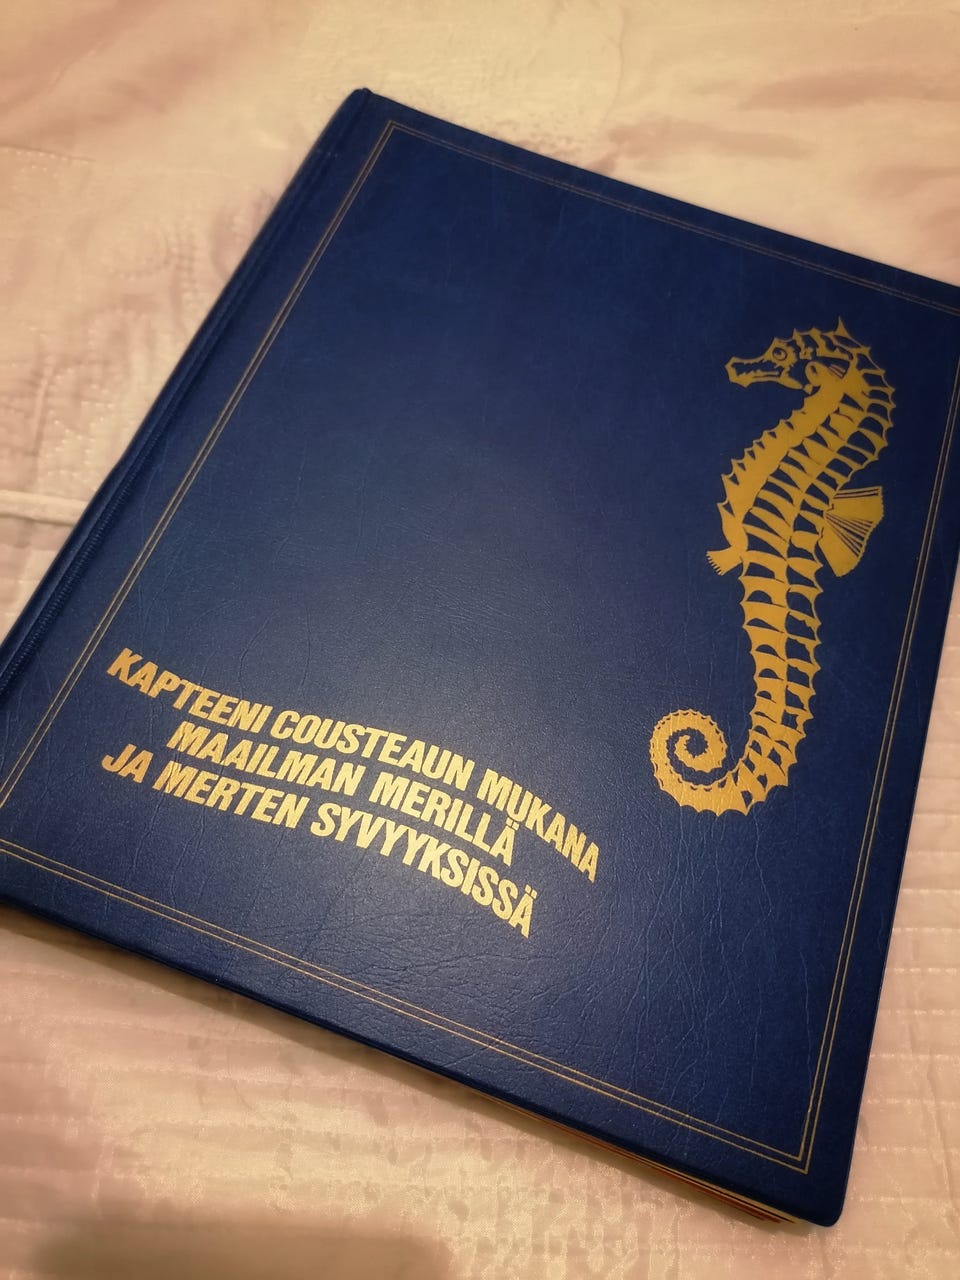 KAPTEENI COUSTEAUN MUKANA
MAAILMAN MERILLÄ
JA MERTEN SYVYYKSISSÄ